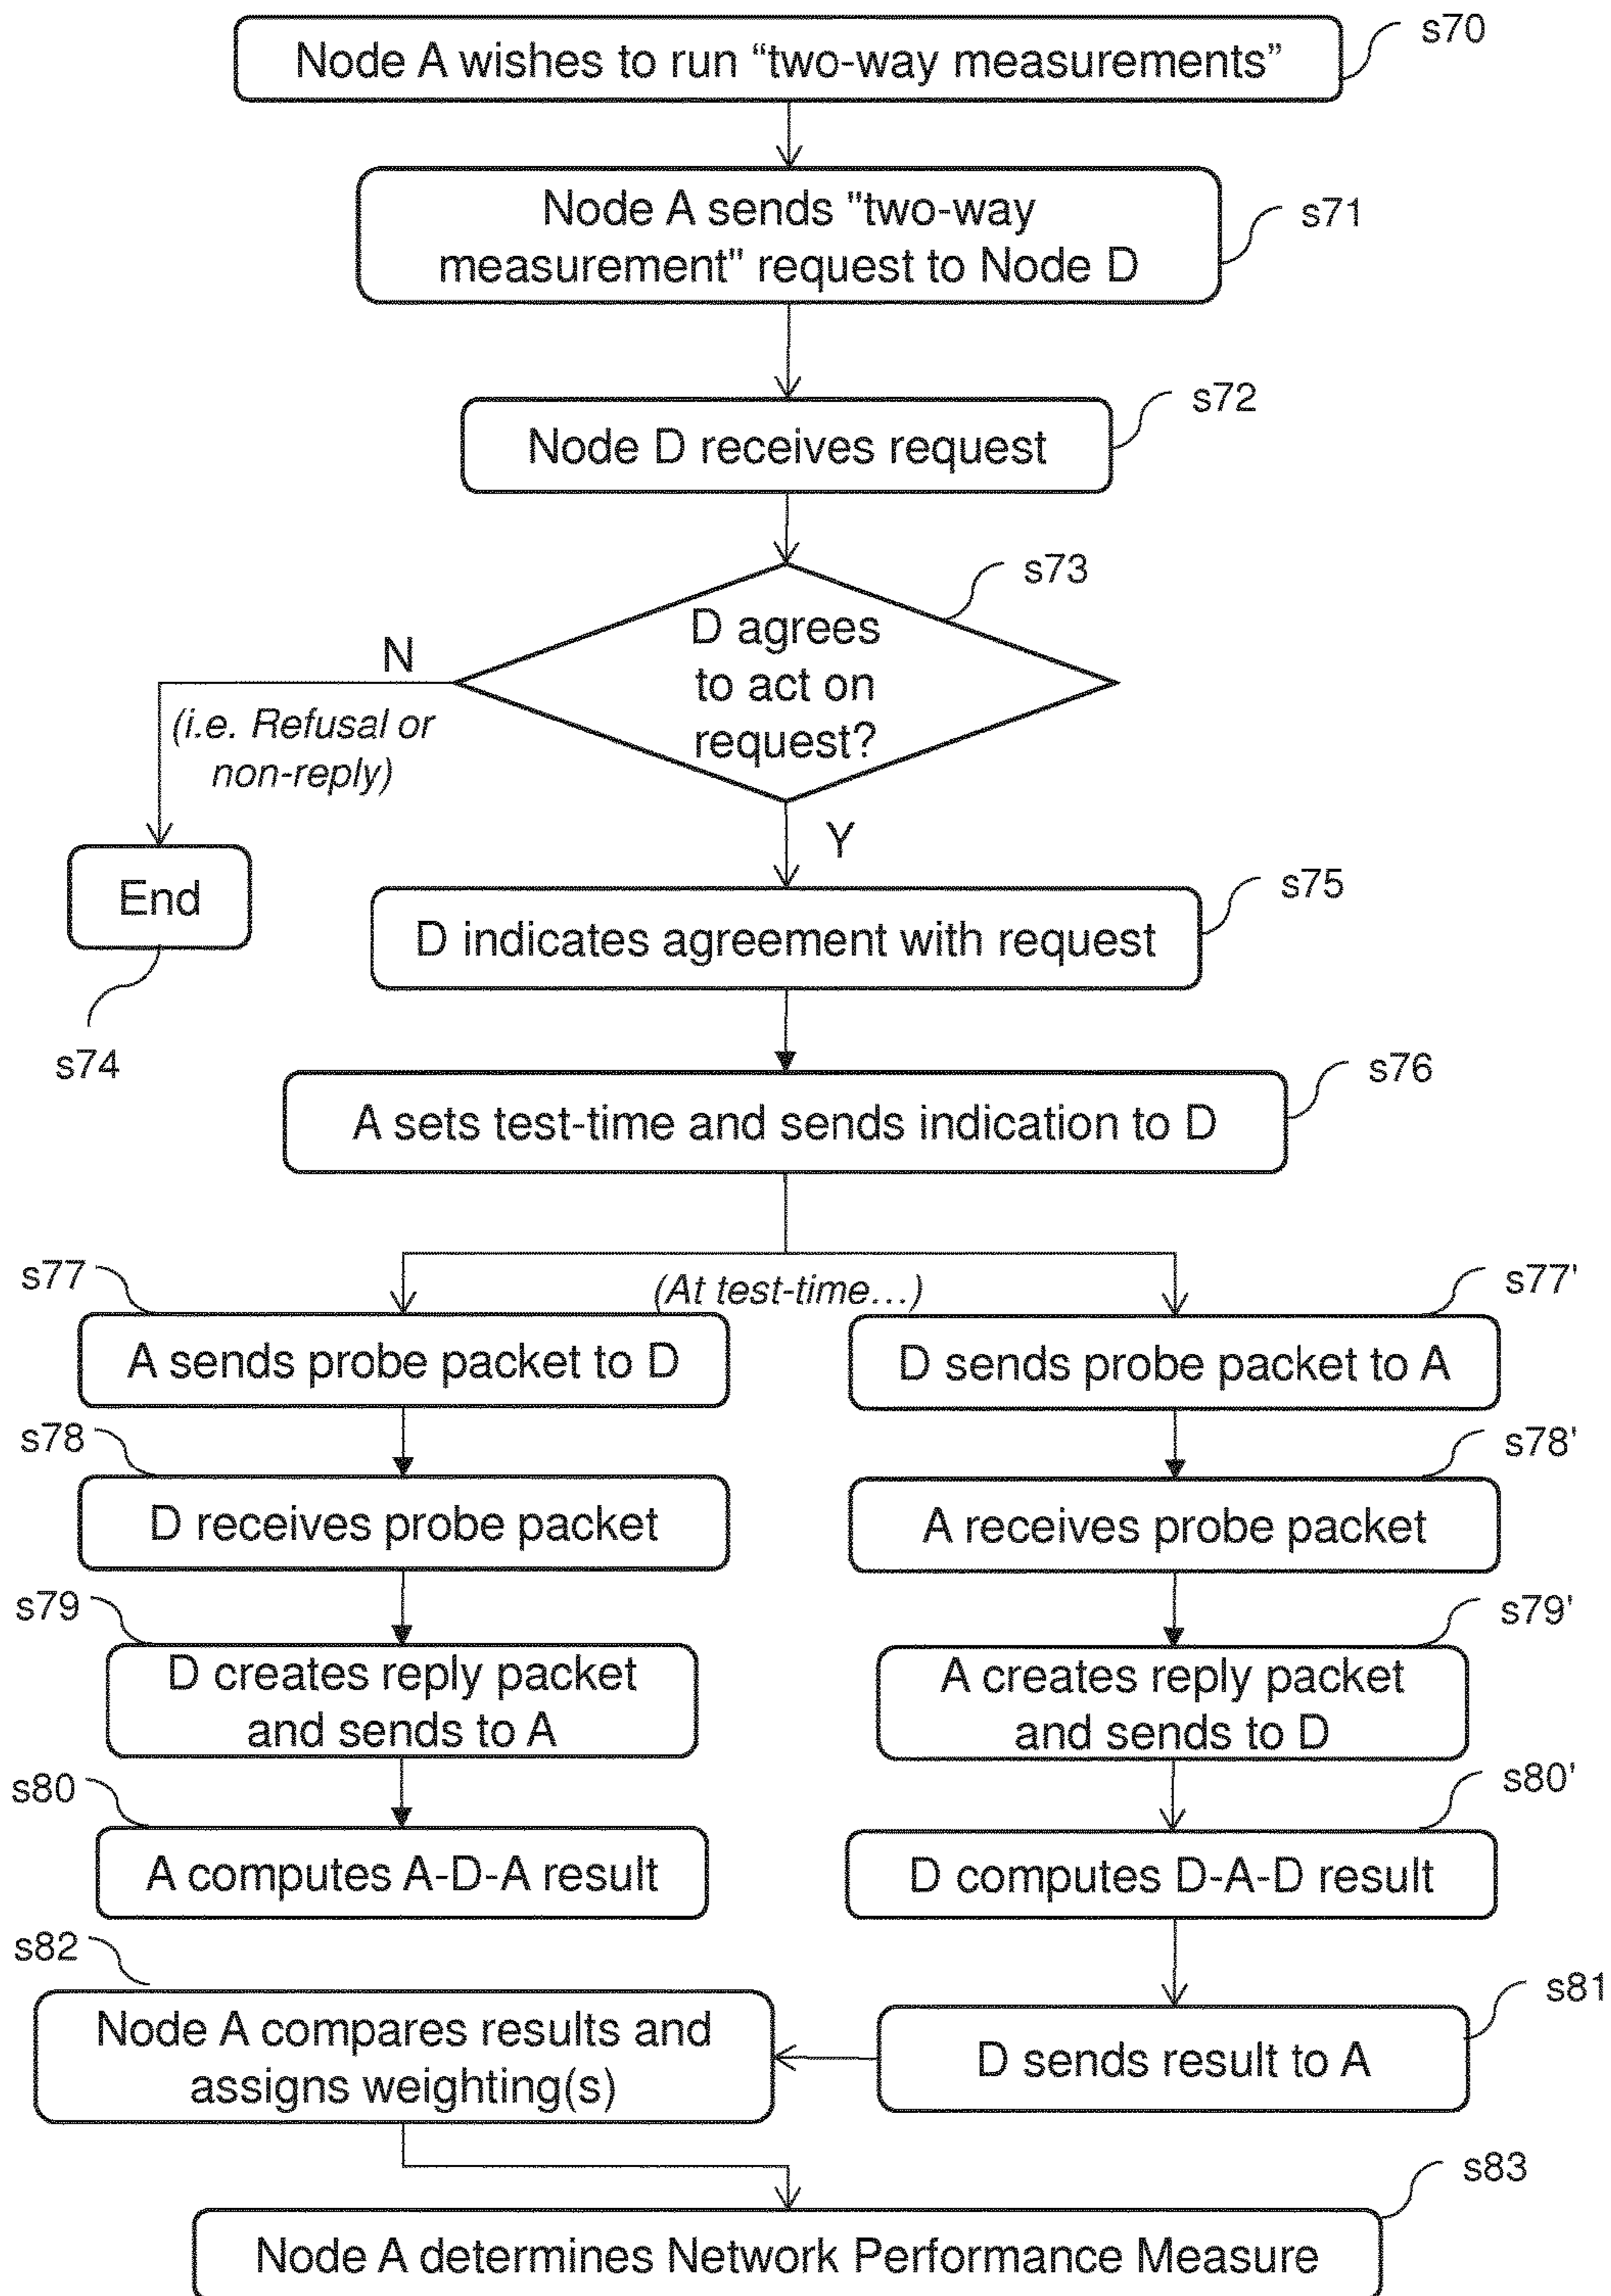 Node A wishes to run “two-way measurements”
s70
Node A sends "two-way
measurement" request to Node D
s71
Node D receives request
s72
D agrees
to act on
request?
s73
N
(i.e. Refusal or
non-reply)
End
s74
Y
D indicates agreement with request
s75
A sets test-time and sends indication to D
s76
(At test-time...)
s77
A sends probe packet to D
s77'
D sends probe packet to A
s78
D receives probe packet
s78'
A receives probe packet
s79
D creates reply packet
and sends to A
s79'
A creates reply packet
and sends to D
s80
A computes A-D-A result
s80'
D computes D-A-D result
s82
Node A compares results and
assigns weighting(s)
s81
D sends result to A
s83
Node A determines Network Performance Measure